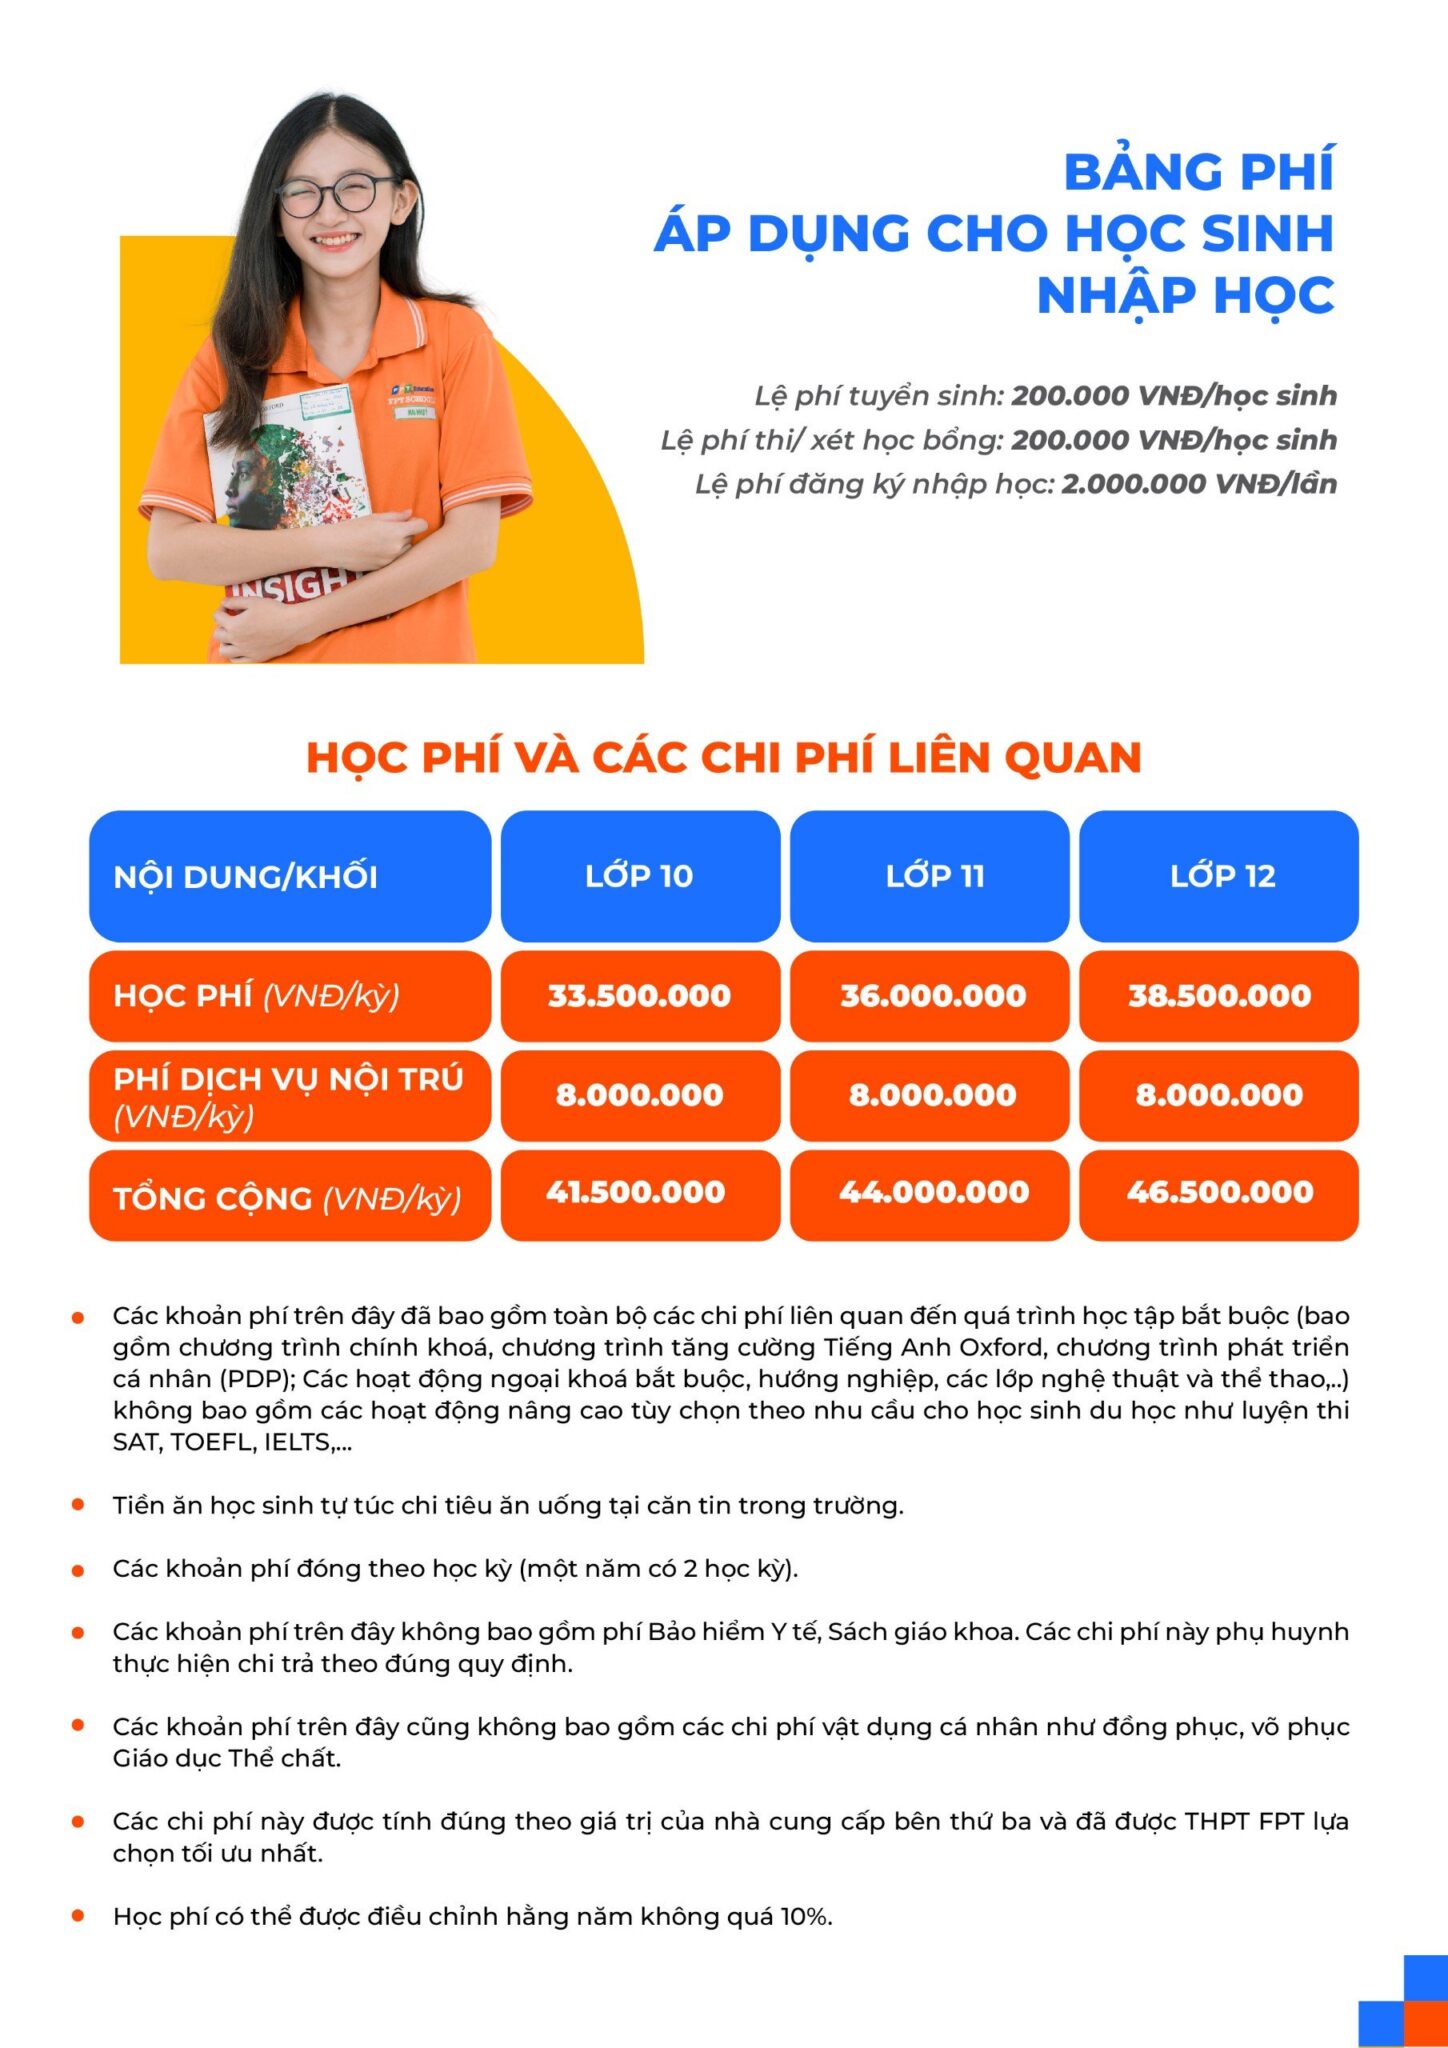 BẢNG PHÍ
ÁP DỤNG CHO HỌC SINH
NHẬP HỌC
Lệ phí tuyển sinh: 200.000 VNĐ/học sinh
Lệ phí thi/ xét học bổng: 200.000 VNĐ/học sinh
Lệ phí đăng ký nhập học: 2.000.000 VNĐ/lần
Education
FPT SCHOOL
INSIGHT
HỌC PHÍ VÀ CÁC CHI PHÍ LIÊN QUAN
NỘI DUNG/KHỐI LỚP 10 LỚP 11 LỚP 12
HỌC PHÍ (VNĐ/kỳ) 33.500.000 36.000.000 38.500.000
PHÍ DỊCH VỤ NỘI TRÚ
(VNĐ/kỳ) 8.000.000 8.000.000 8.000.000
TỔNG CỘNG (VNĐ/kỳ) 41.500.000 44.000.000 46.500.000
Các khoản phí trên đây đã bao gồm toàn bộ các chi phí liên quan đến quá trình học tập bắt buộc (bao
gồm chương trình chính khoá, chương trình tăng cường Tiếng Anh Oxford, chương trình phát triển
cá nhân (PDP); Các hoạt động ngoại khoá bắt buộc, hướng nghiệp, các lớp nghệ thuật và thể thao,..)
không bao gồm các hoạt động nâng cao tùy chọn theo nhu cầu cho học sinh du học như luyện thi
SAT, TOEFL, IELTS,...
Tiền ăn học sinh tự túc chi tiêu ăn uống tại căn tin trong trường.
Các khoản phí đóng theo học kỳ (một năm có 2 học kỳ).
Các khoản phí trên đây không bao gồm phí Bảo hiểm Y tế, Sách giáo khoa. Các chi phí này phụ huynh
thực hiện chi trả theo đúng quy định.
Các khoản phí trên đây cũng không bao gồm các chi phí vật dụng cá nhân như đồng phục, võ phục
Giáo dục Thể chất.
Các chi phí này được tính đúng theo giá trị của nhà cung cấp bên thứ ba và đã được THPT FPT lựa
chọn tối ưu nhất.
Học phí có thể được điều chỉnh hằng năm không quá 10%.